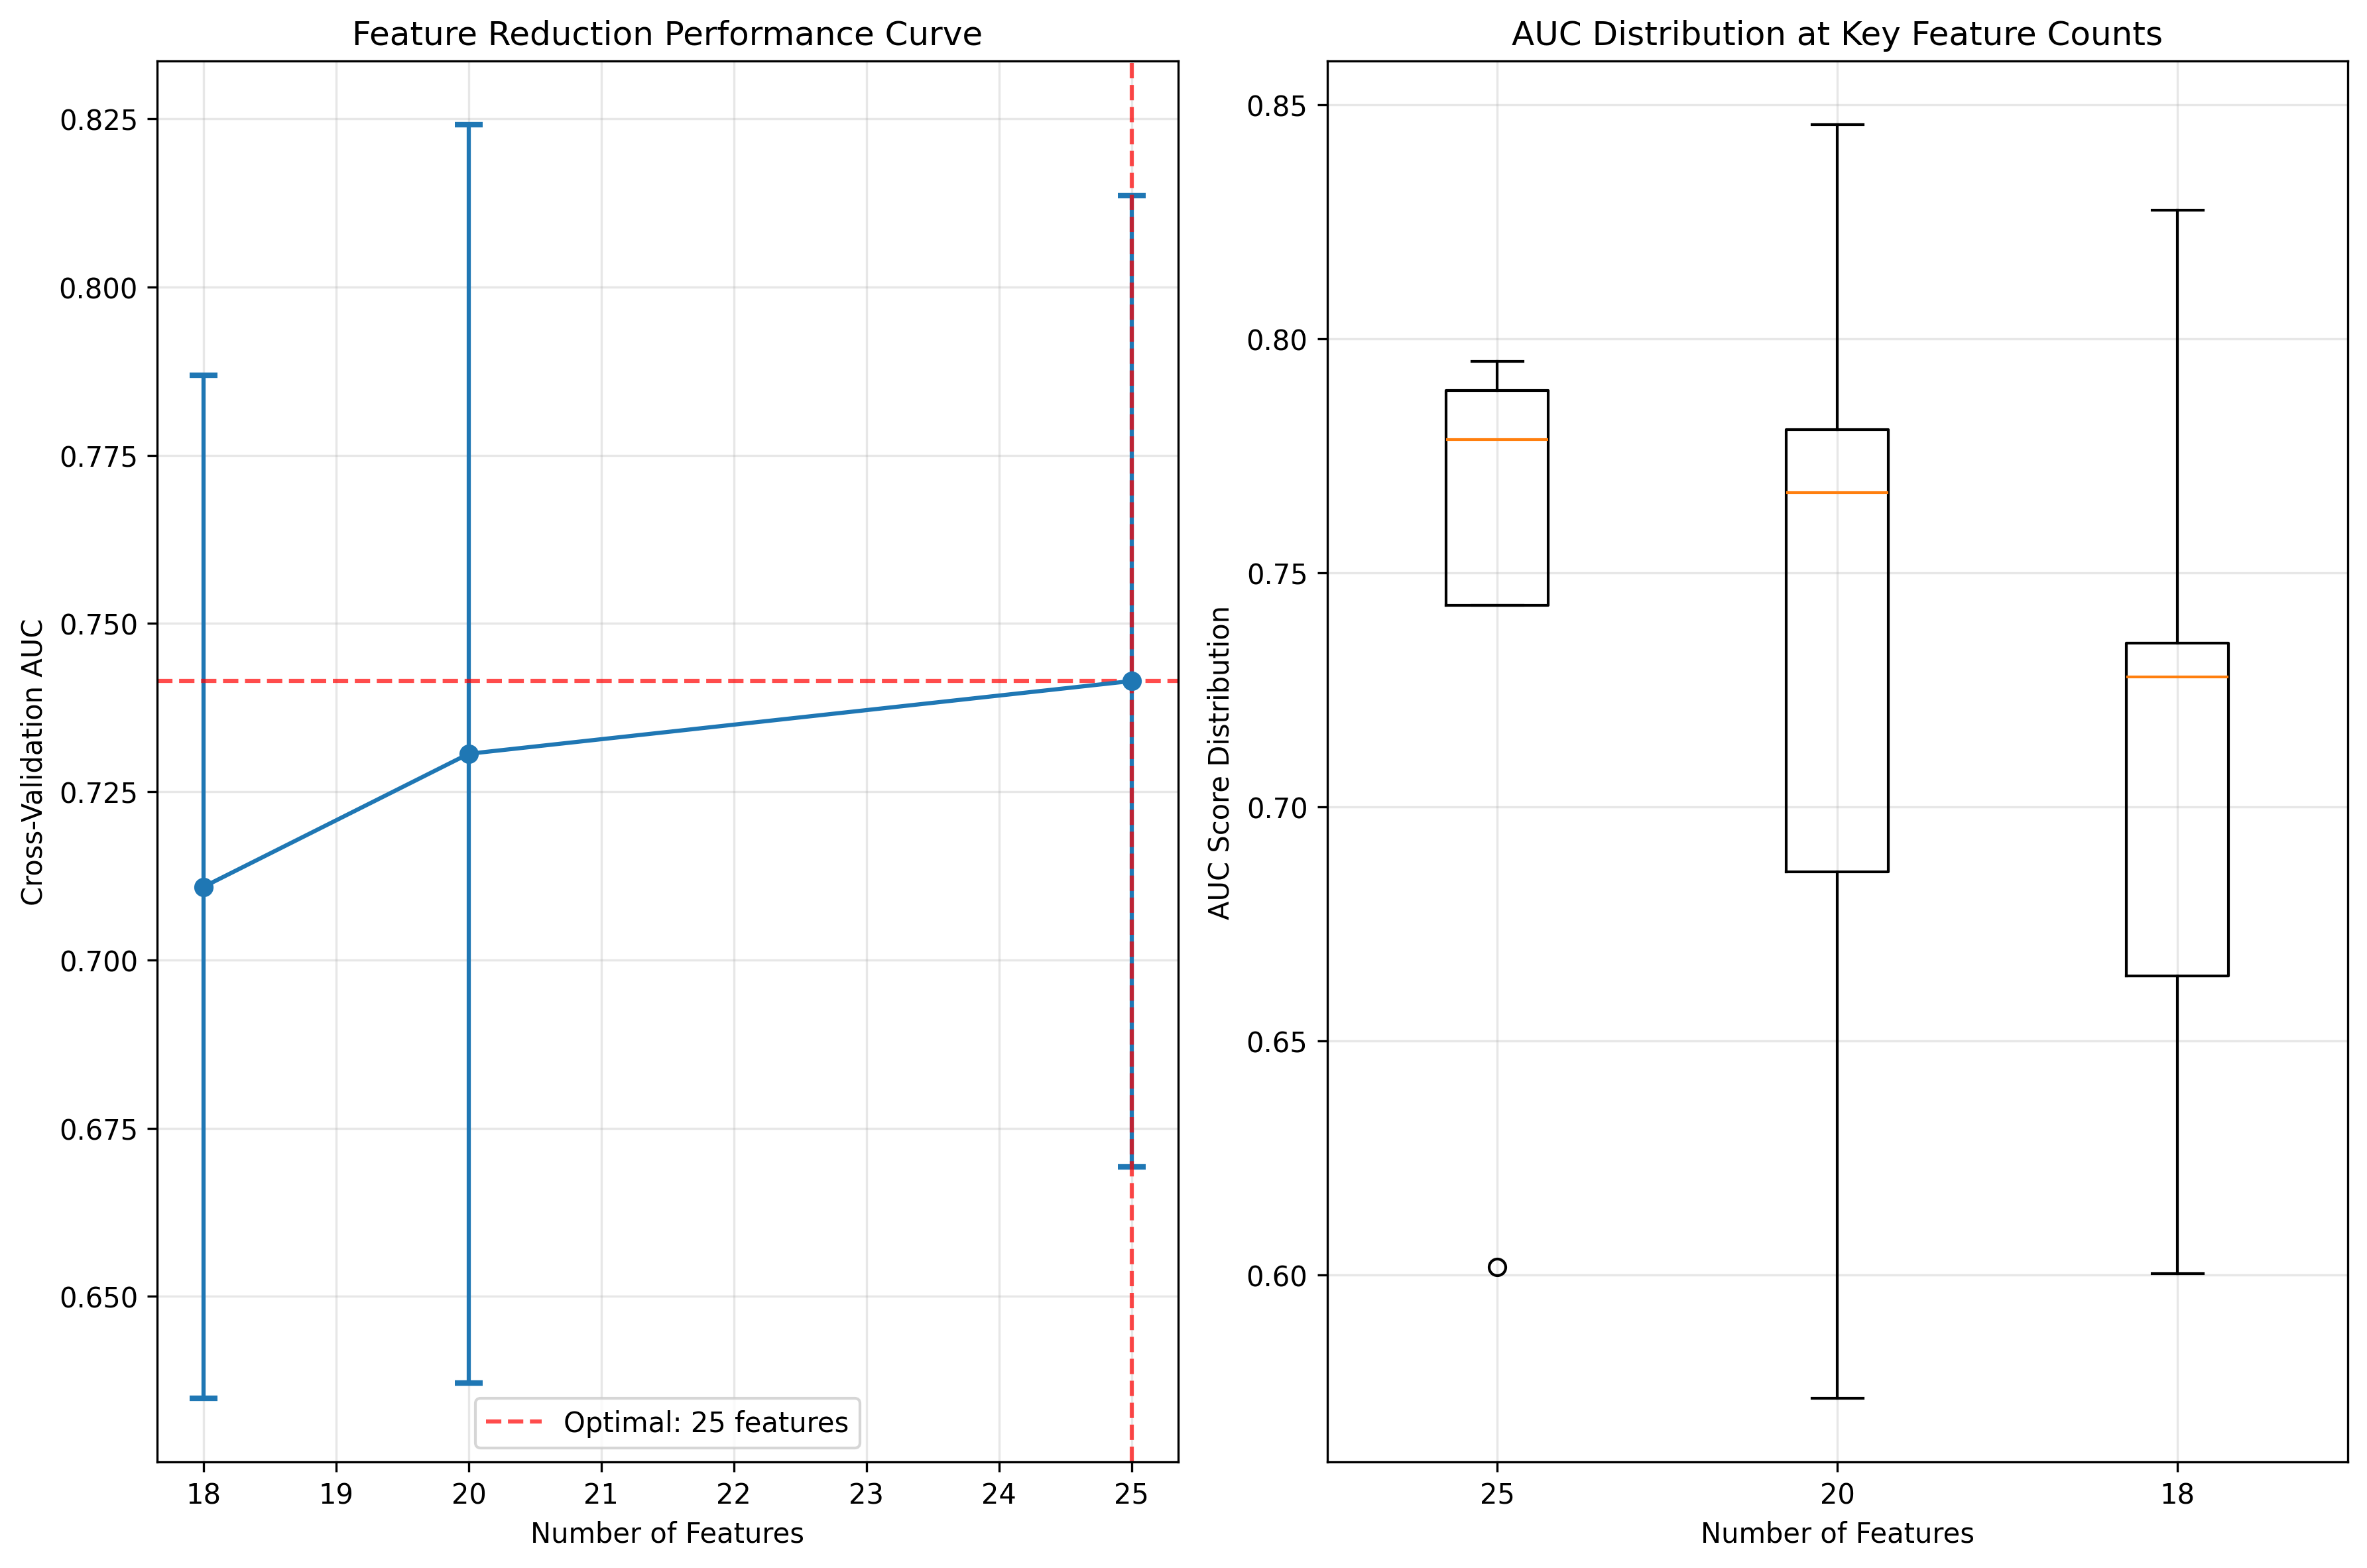 Feature Reduction Performance Curve
Cross-Validation AUC
0.825
0.800
0.775
0.750
0.725
0.700
0.675
0.650
Optimal: 25 features
18 19 20 21 22 23 24 25
Number of Features
AUC Distribution at Key Feature Counts
AUC Score Distribution
0.85
0.80
0.75
0.70
0.65
0.60
25 20 18
Number of Features